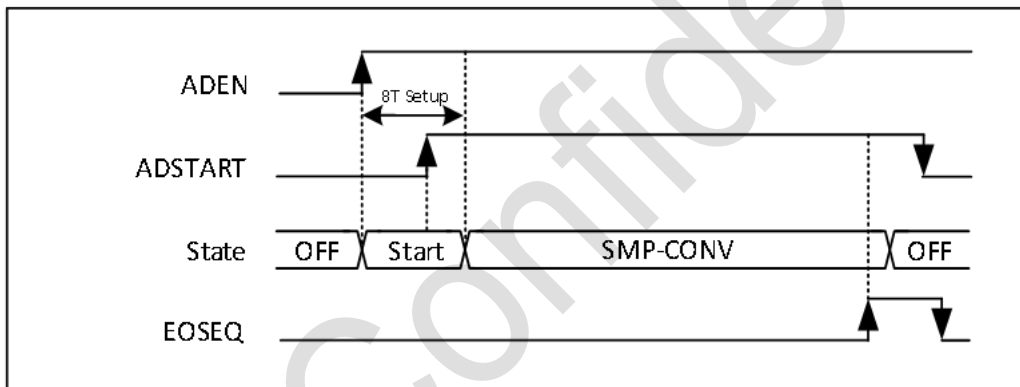 ADEN
8T Setup
ADSTART
State OFF Start SMP-CONV OFF
EOSEQ
Confide